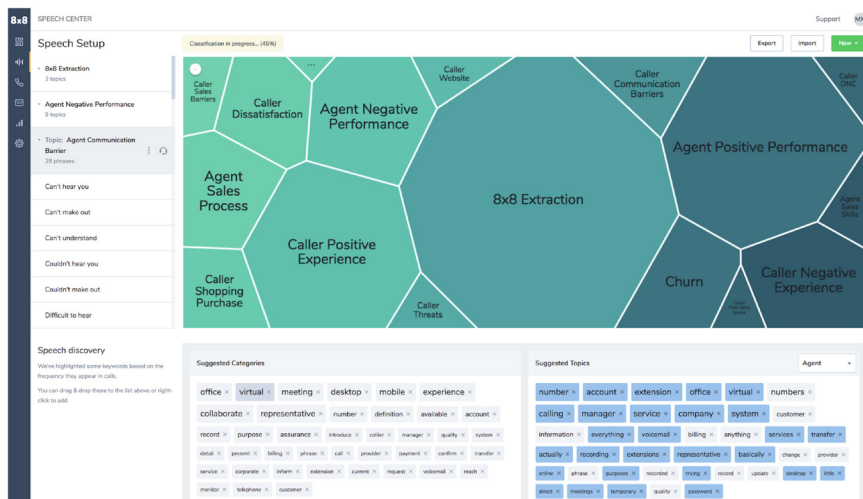 8x8 SPEECH CENTER Support
Speech Setup
Classification in progress... (45%)
Export Import New
8x8 Extraction
3 topics
Agent Negative Performance
9 topics
Topic: Agent Communication
Barrier
28 phrases
Can't hear you
Can't make out
Can't understand
Couldn't hear you
Couldn't make out
Difficult to hear
Caller
Sales
Barriers
...
Caller
Dissatisfaction
Agent Negative
Performance
Caller
Website
Caller
Communication
Barriers
Caller
DNC
Agent Positive Performance
Agent
Sales
Process
8x8 Extraction
Agent
Sales
Skills
Caller Positive
Experience
Caller
Shopping
Purchase
Caller
Threats
Churn
Caller Negative
Experience
Speech discovery
We've highlighted some keywords based on the
frequency they appear in calls.
You can drag & drop these to the list above or right-
click to add.
Suggested Categories
office × virtual × meeting × desktop × mobile × experience ×
collaborate × representative × number × definition × available × account ×
record × purpose × assurance × introduce × caller × manager × quality × system ×
detail × present × billing × phrase × call × provider × payment × confirm × transfer ×
service × corporate × inform × extension × current × request × voicemail × reach ×
monitor × telephone × customer ×
Suggested Topics
Agent
number × account × extension × office × virtual × numbers ×
calling × manager × service × company × system × customer ×
information × everything × voicemail × billing × anything × services × transfer ×
actually × recording × extensions × representative × basically × change × provider ×
online × phrase × purposes × recorded × trying × record × update × desktop × little ×
direct × meetings × temporary × quality × password ×